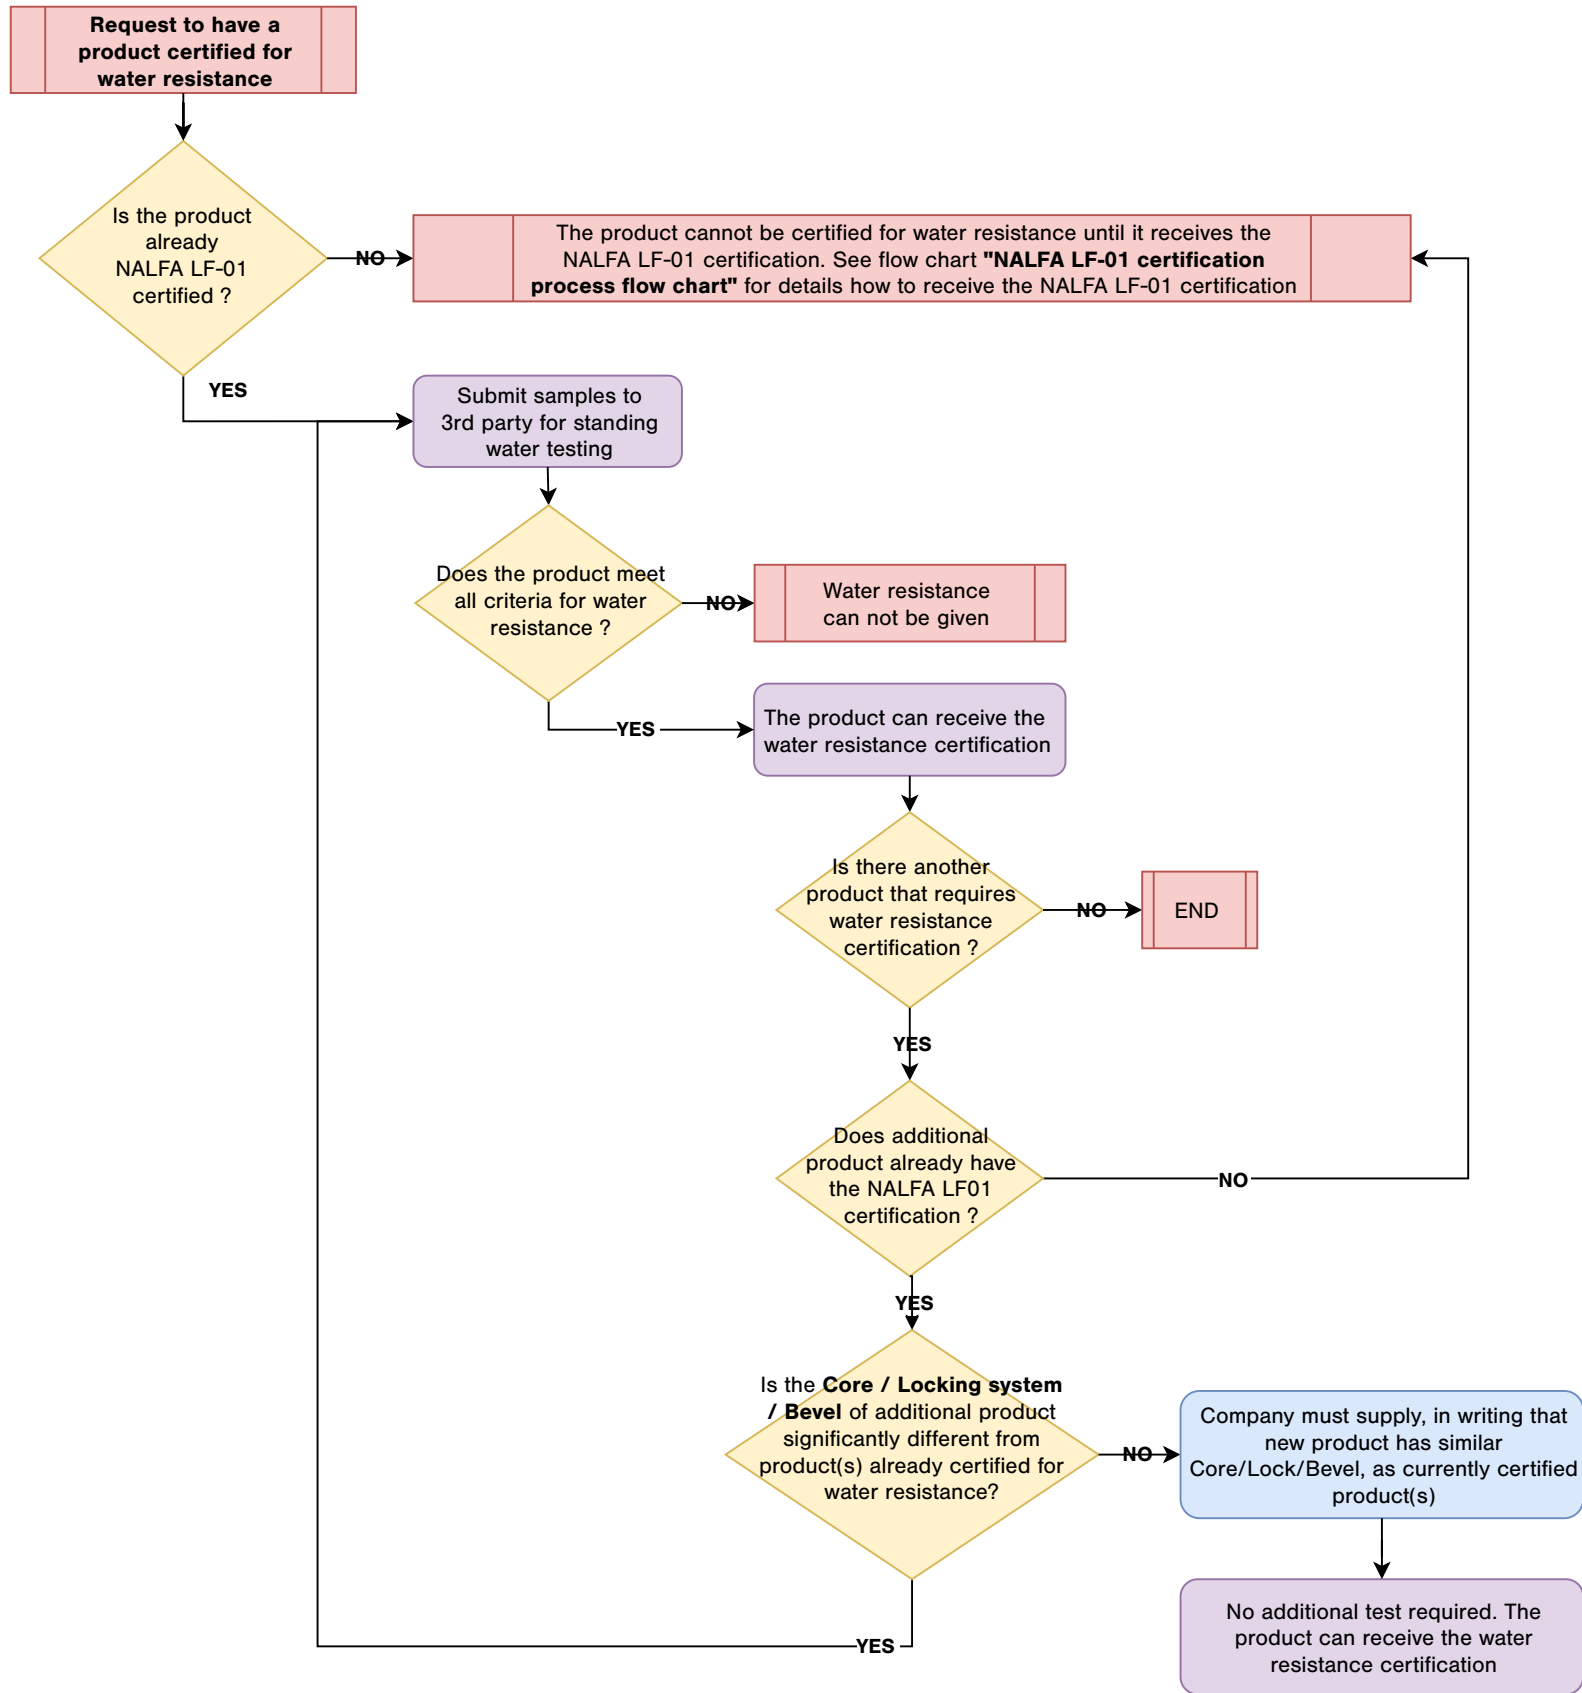 Request to have a
product certified for
water resistance
Is the product
already
NALFA LF-01
certified ?
NO
The product cannot be certified for water resistance until it receives the
NALFA LF-01 certification. See flow chart "NALFA LF-01 certification
process flow chart" for details how to receive the NALFA LF-01 certification
YES
Submit samples to
3rd party for standing
water testing
Does the product meet
all criteria for water
resistance ?
NO
Water resistance
can not be given
YES
The product can receive the
water resistance certification
Is there another
product that requires
water resistance
certification ?
NO
END
YES
Does additional
product already have
the NALFA LF01
certification ?
NO
YES
Is the Core / Locking system
/ Bevel of additional product
significantly different from
product(s) already certified for
water resistance?
NO
Company must supply, in writing that
new product has similar
Core/Lock/Bevel, as currently certified
product(s)
YES
No additional test required. The
product can receive the water
resistance certification